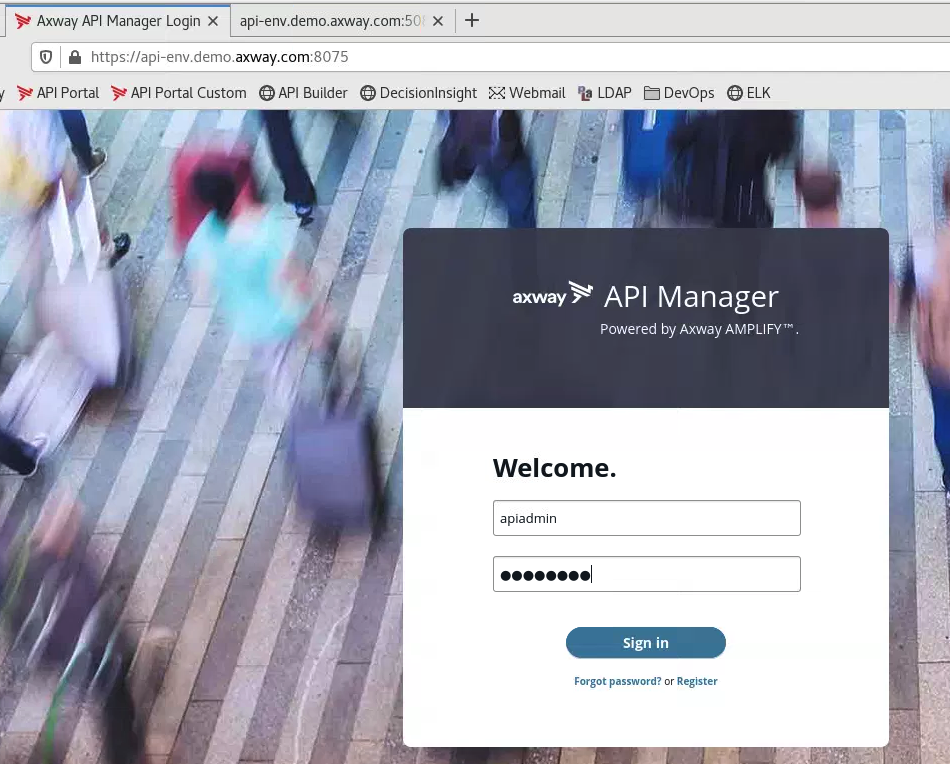 Axway API Manager Login
api-env.demo.axway.com:508
https://api-env.demo.axway.com:8075
y API Portal API Portal Custom API Builder DecisionInsight Webmail LDAP DevOps ELK
axway API Manager
Powered by Axway AMPLIFY™.
Welcome.
apiadmin
Sign in
Forgot password? or Register